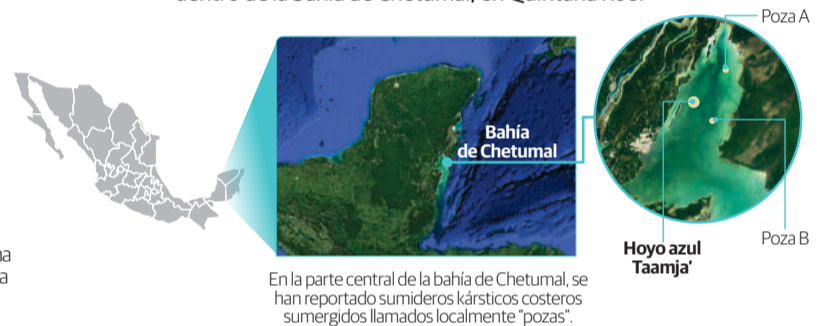 Poza A
Bahía
de Chetumal
Hoyo azul
Taamja’
Poza B
En la parte central de la bahía de Chetumal, se
han reportado sumideros kársticos costeros
sumergidos llamados localmente "pozas".